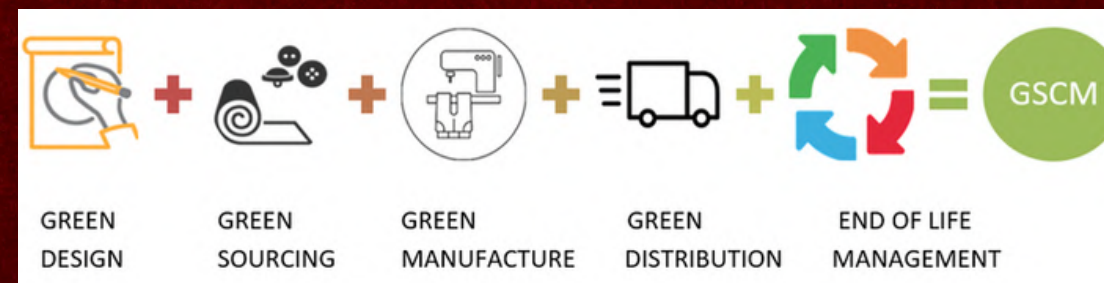 GSCM
GREEN
DESIGN
GREEN
SOURCING
GREEN
MANUFACTURE
GREEN
DISTRIBUTION
END OF LIFE
MANAGEMENT